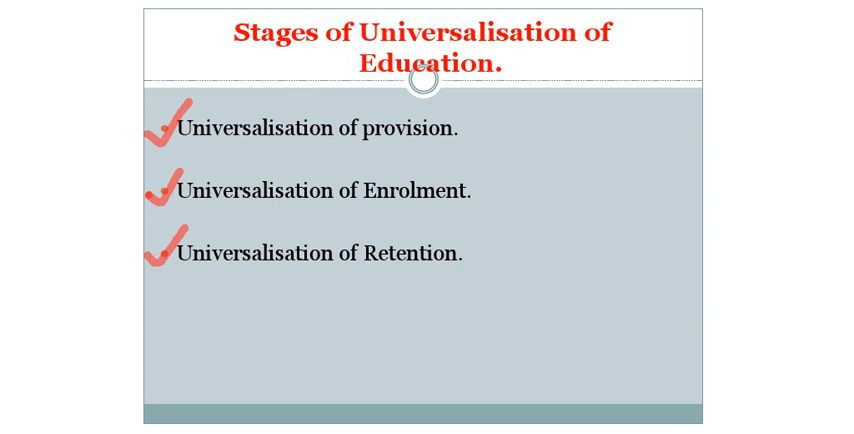 Stages of Universalisation of
Education.
Universalisation of provision.
Universalisation of Enrolment.
Universalisation of Retention.